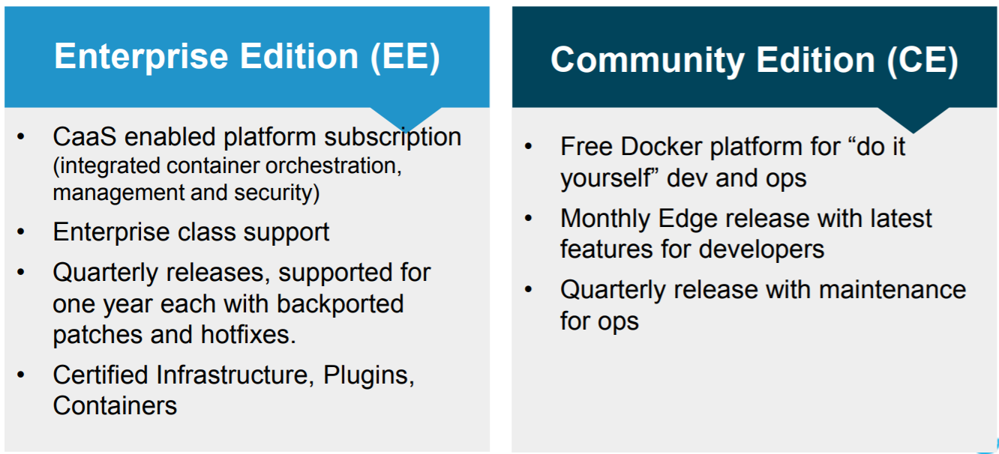 Enterprise Edition (EE)
• CaaS enabled platform subscription
(integrated container orchestration,
management and security)
• Enterprise class support
• Quarterly releases, supported for
one year each with backported
patches and hotfixes.
• Certified Infrastructure, Plugins,
Containers
Community Edition (CE)
• Free Docker platform for “do it
yourself” dev and ops
• Monthly Edge release with latest
features for developers
• Quarterly release with maintenance
for ops